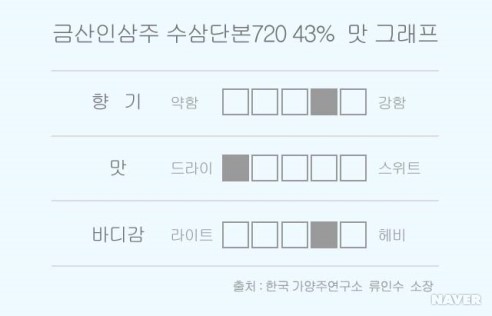 금산인삼주 수삼단본720 43% 맛 그래프
향 기 약함 강함
맛 드라이 스위트
바디감 라이트 헤비
출처 : 한국 가양주연구소 류인수 소장
NAVER